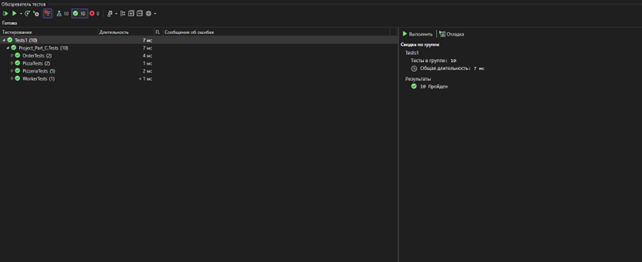 Обозреватель тестов
10 10 0
Готово
Тестирование Длительность П. Сообщение об ошибке
Tests1 (10) 7 мс
Project_Part_C.Tests (10) 7 мс
OrderTests (2) 4 мс
PizzaTests (2) 1 мс
PizzeriaTests (5) 2 мс
WorkerTests (1) < 1 мс
Выполнить Отладка
Сводка по группе
Tests1
Тесты в группе: 10
Общая длительность: 7 мс
Результаты
10 Пройден